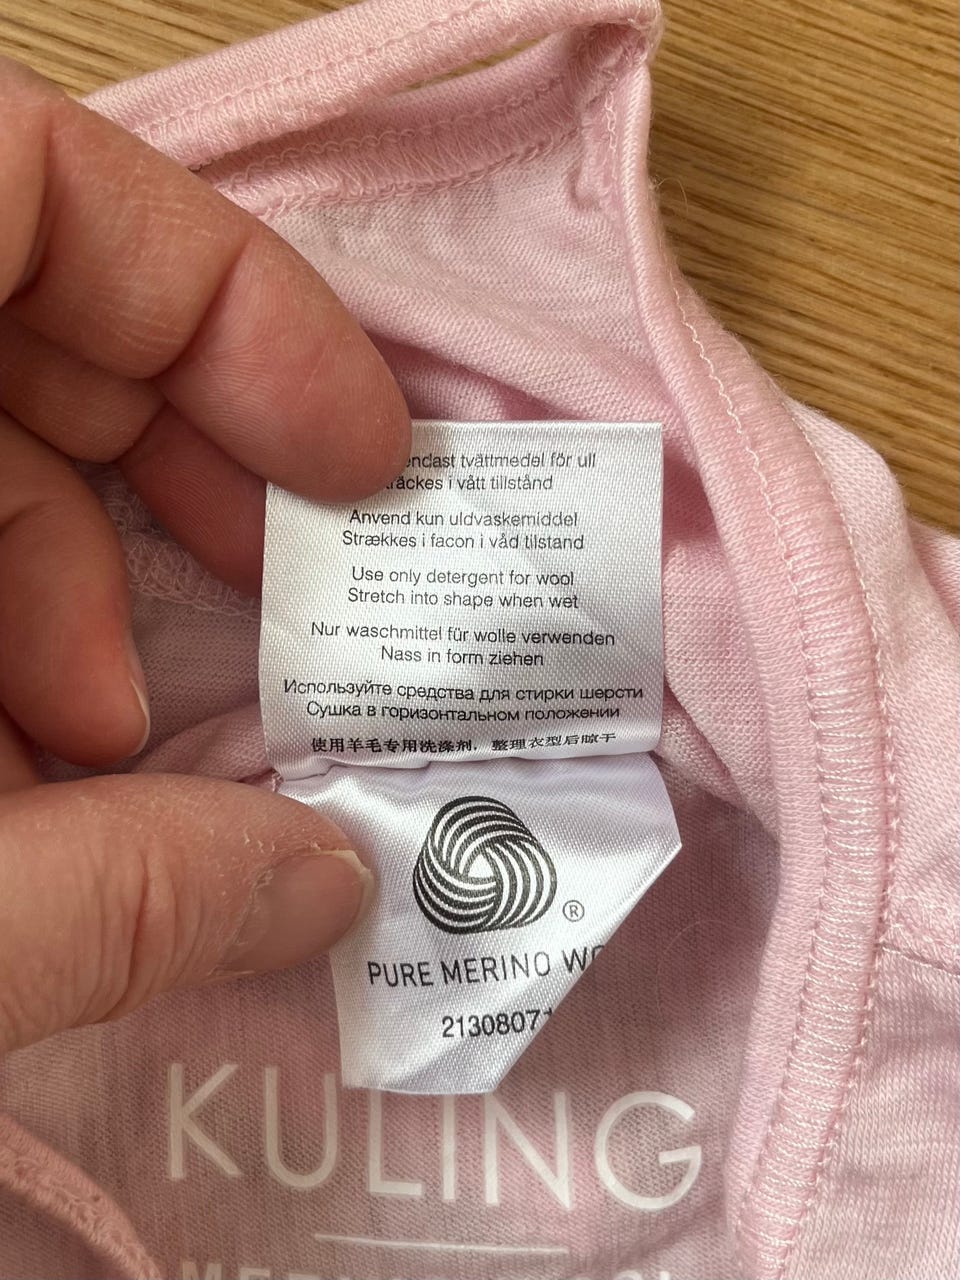 tvättmedel för ull
i vått tillstånd
Anvend kun uldvaskemiddel
Strækkes i facon i våd tilstand
Use only detergent for wool
Stretch into shape when wet
Nur waschmittel für wolle verwenden
Nass in form ziehen
Используйте средства для стирки шерсти
Сушка в горизонтальном положении
使用羊毛专用洗涤剂，整理衣型后晾干
®
PURE MERINO
2130807
KULING